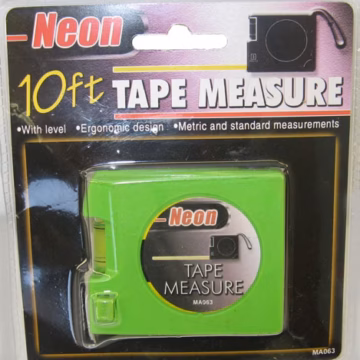 Neon
10ft TAPE MEASURE
•With level •Ergonomic design •Metric and standard measurements
Neon
TAPE
MEASURE
MA063
MA063